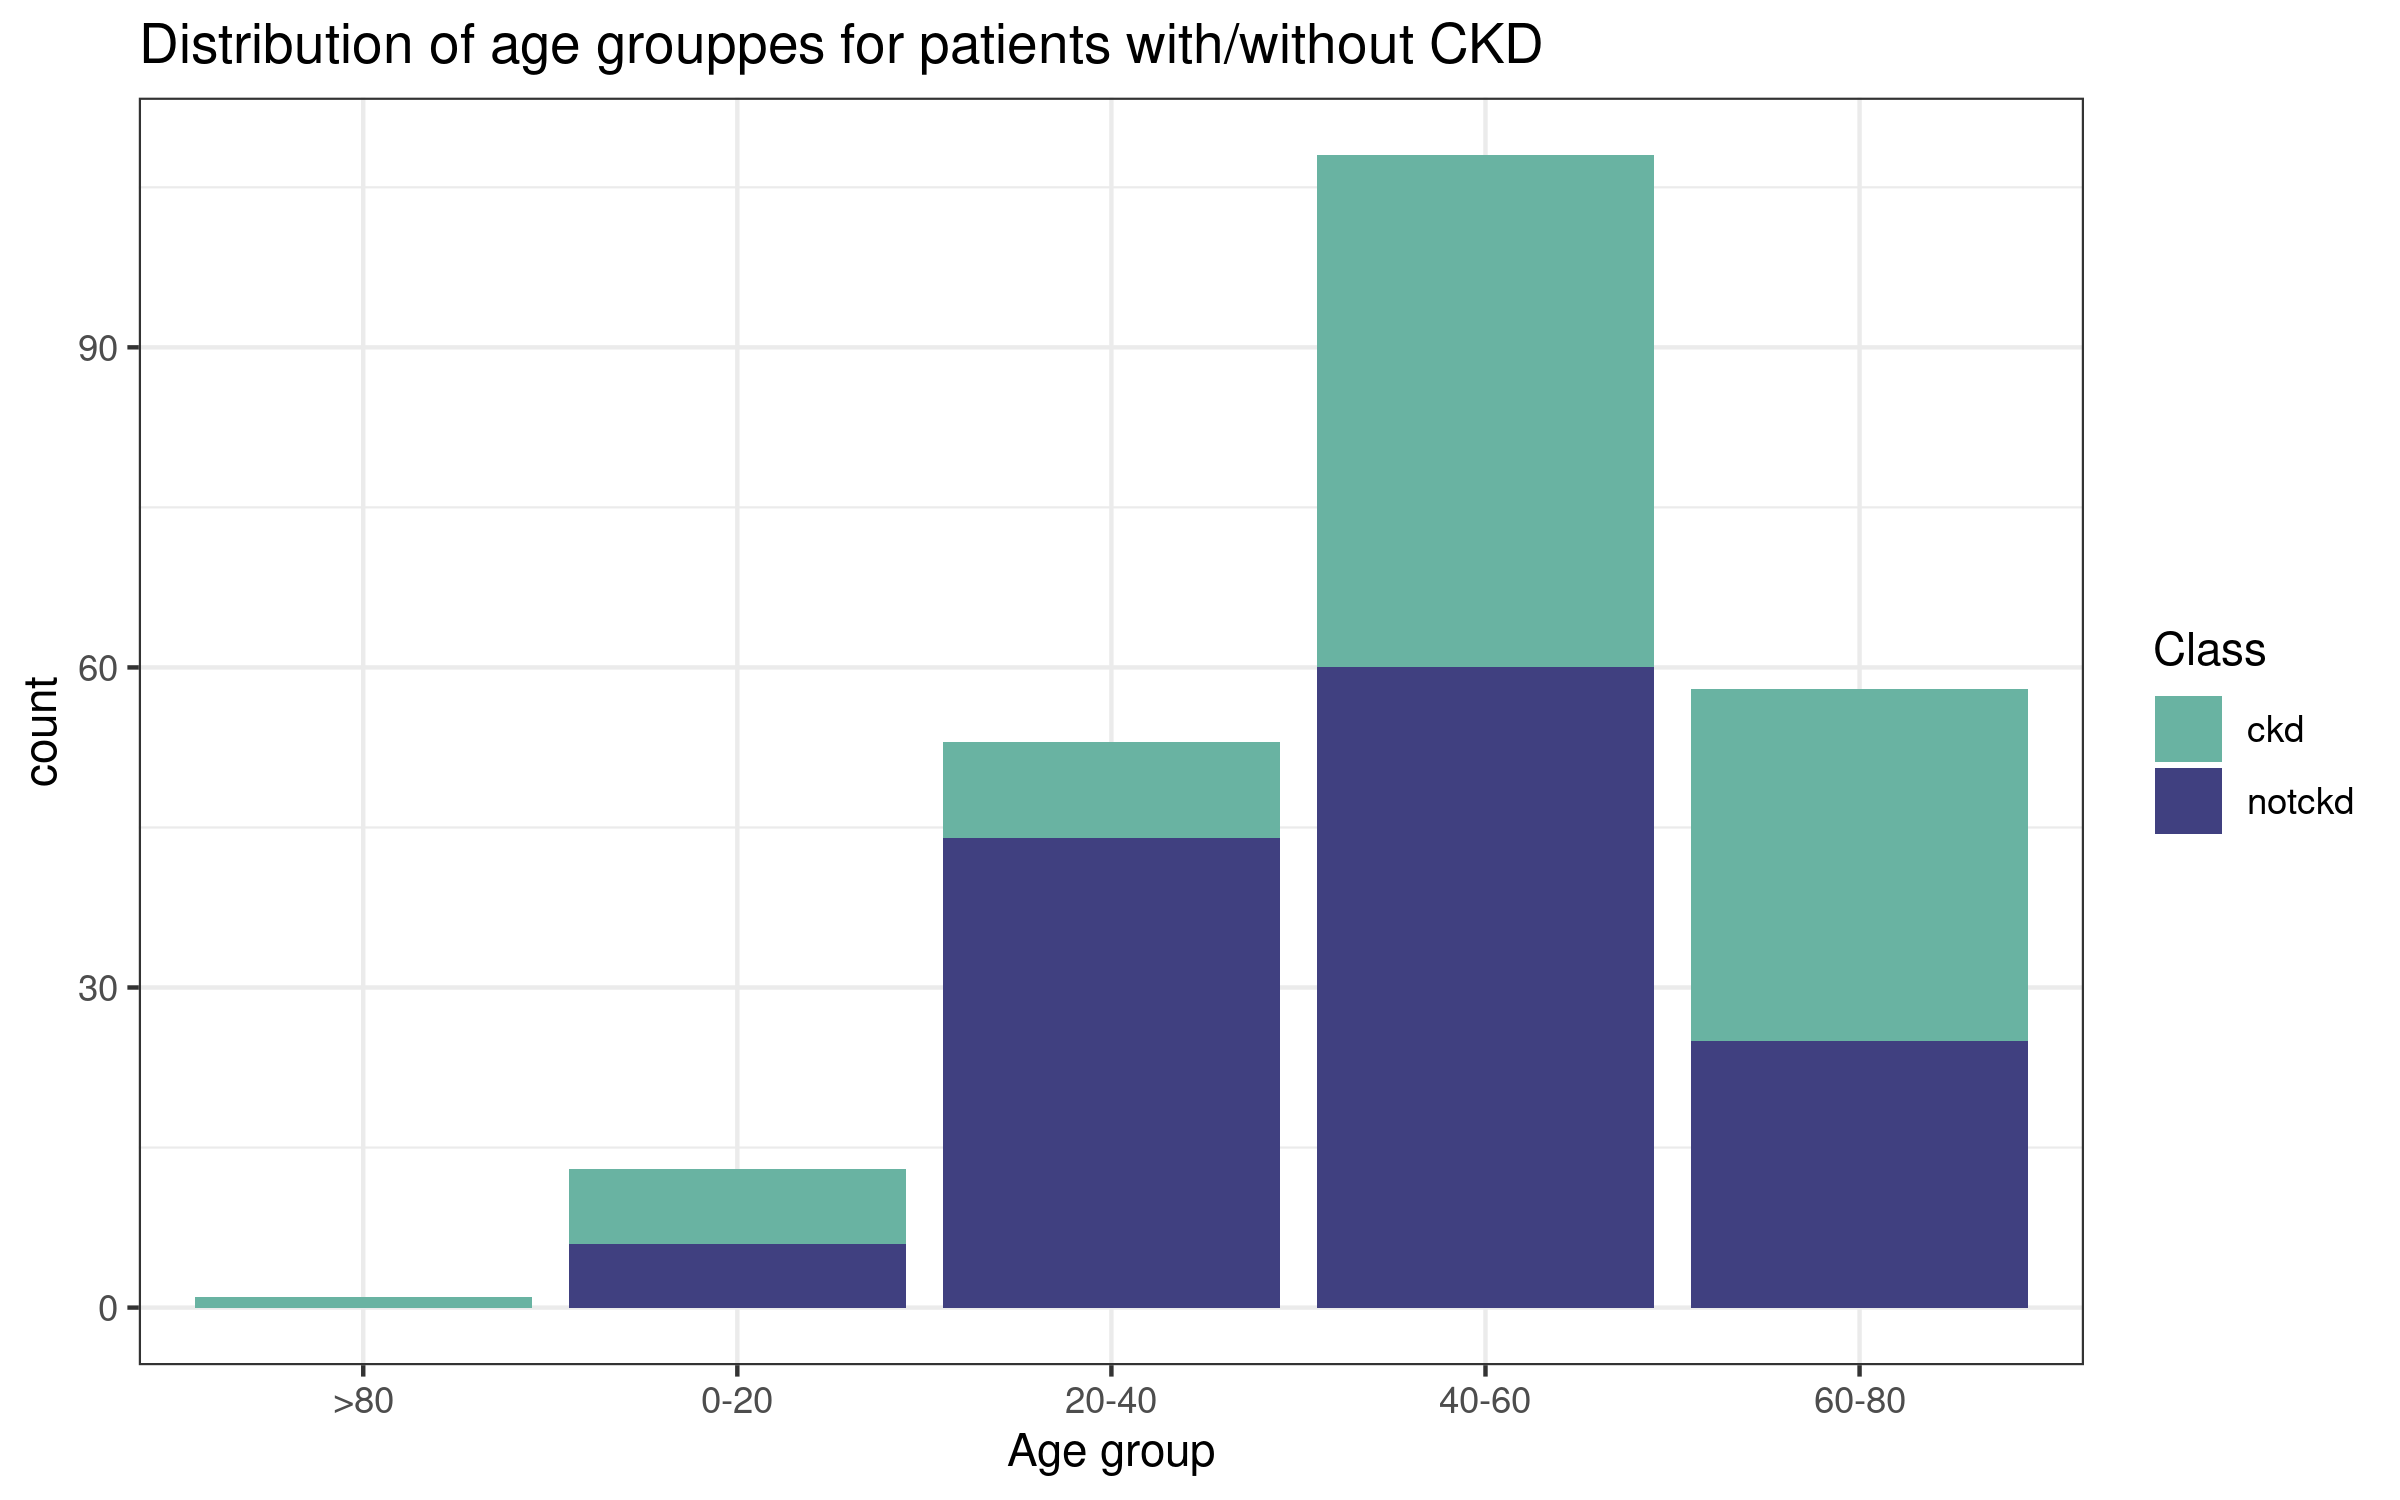 Distribution of age grouppes for patients with/without CKD
90
60
30
0
count
>80
0-20
20-40
40-60
60-80
Age group
Class
ckd
notckd